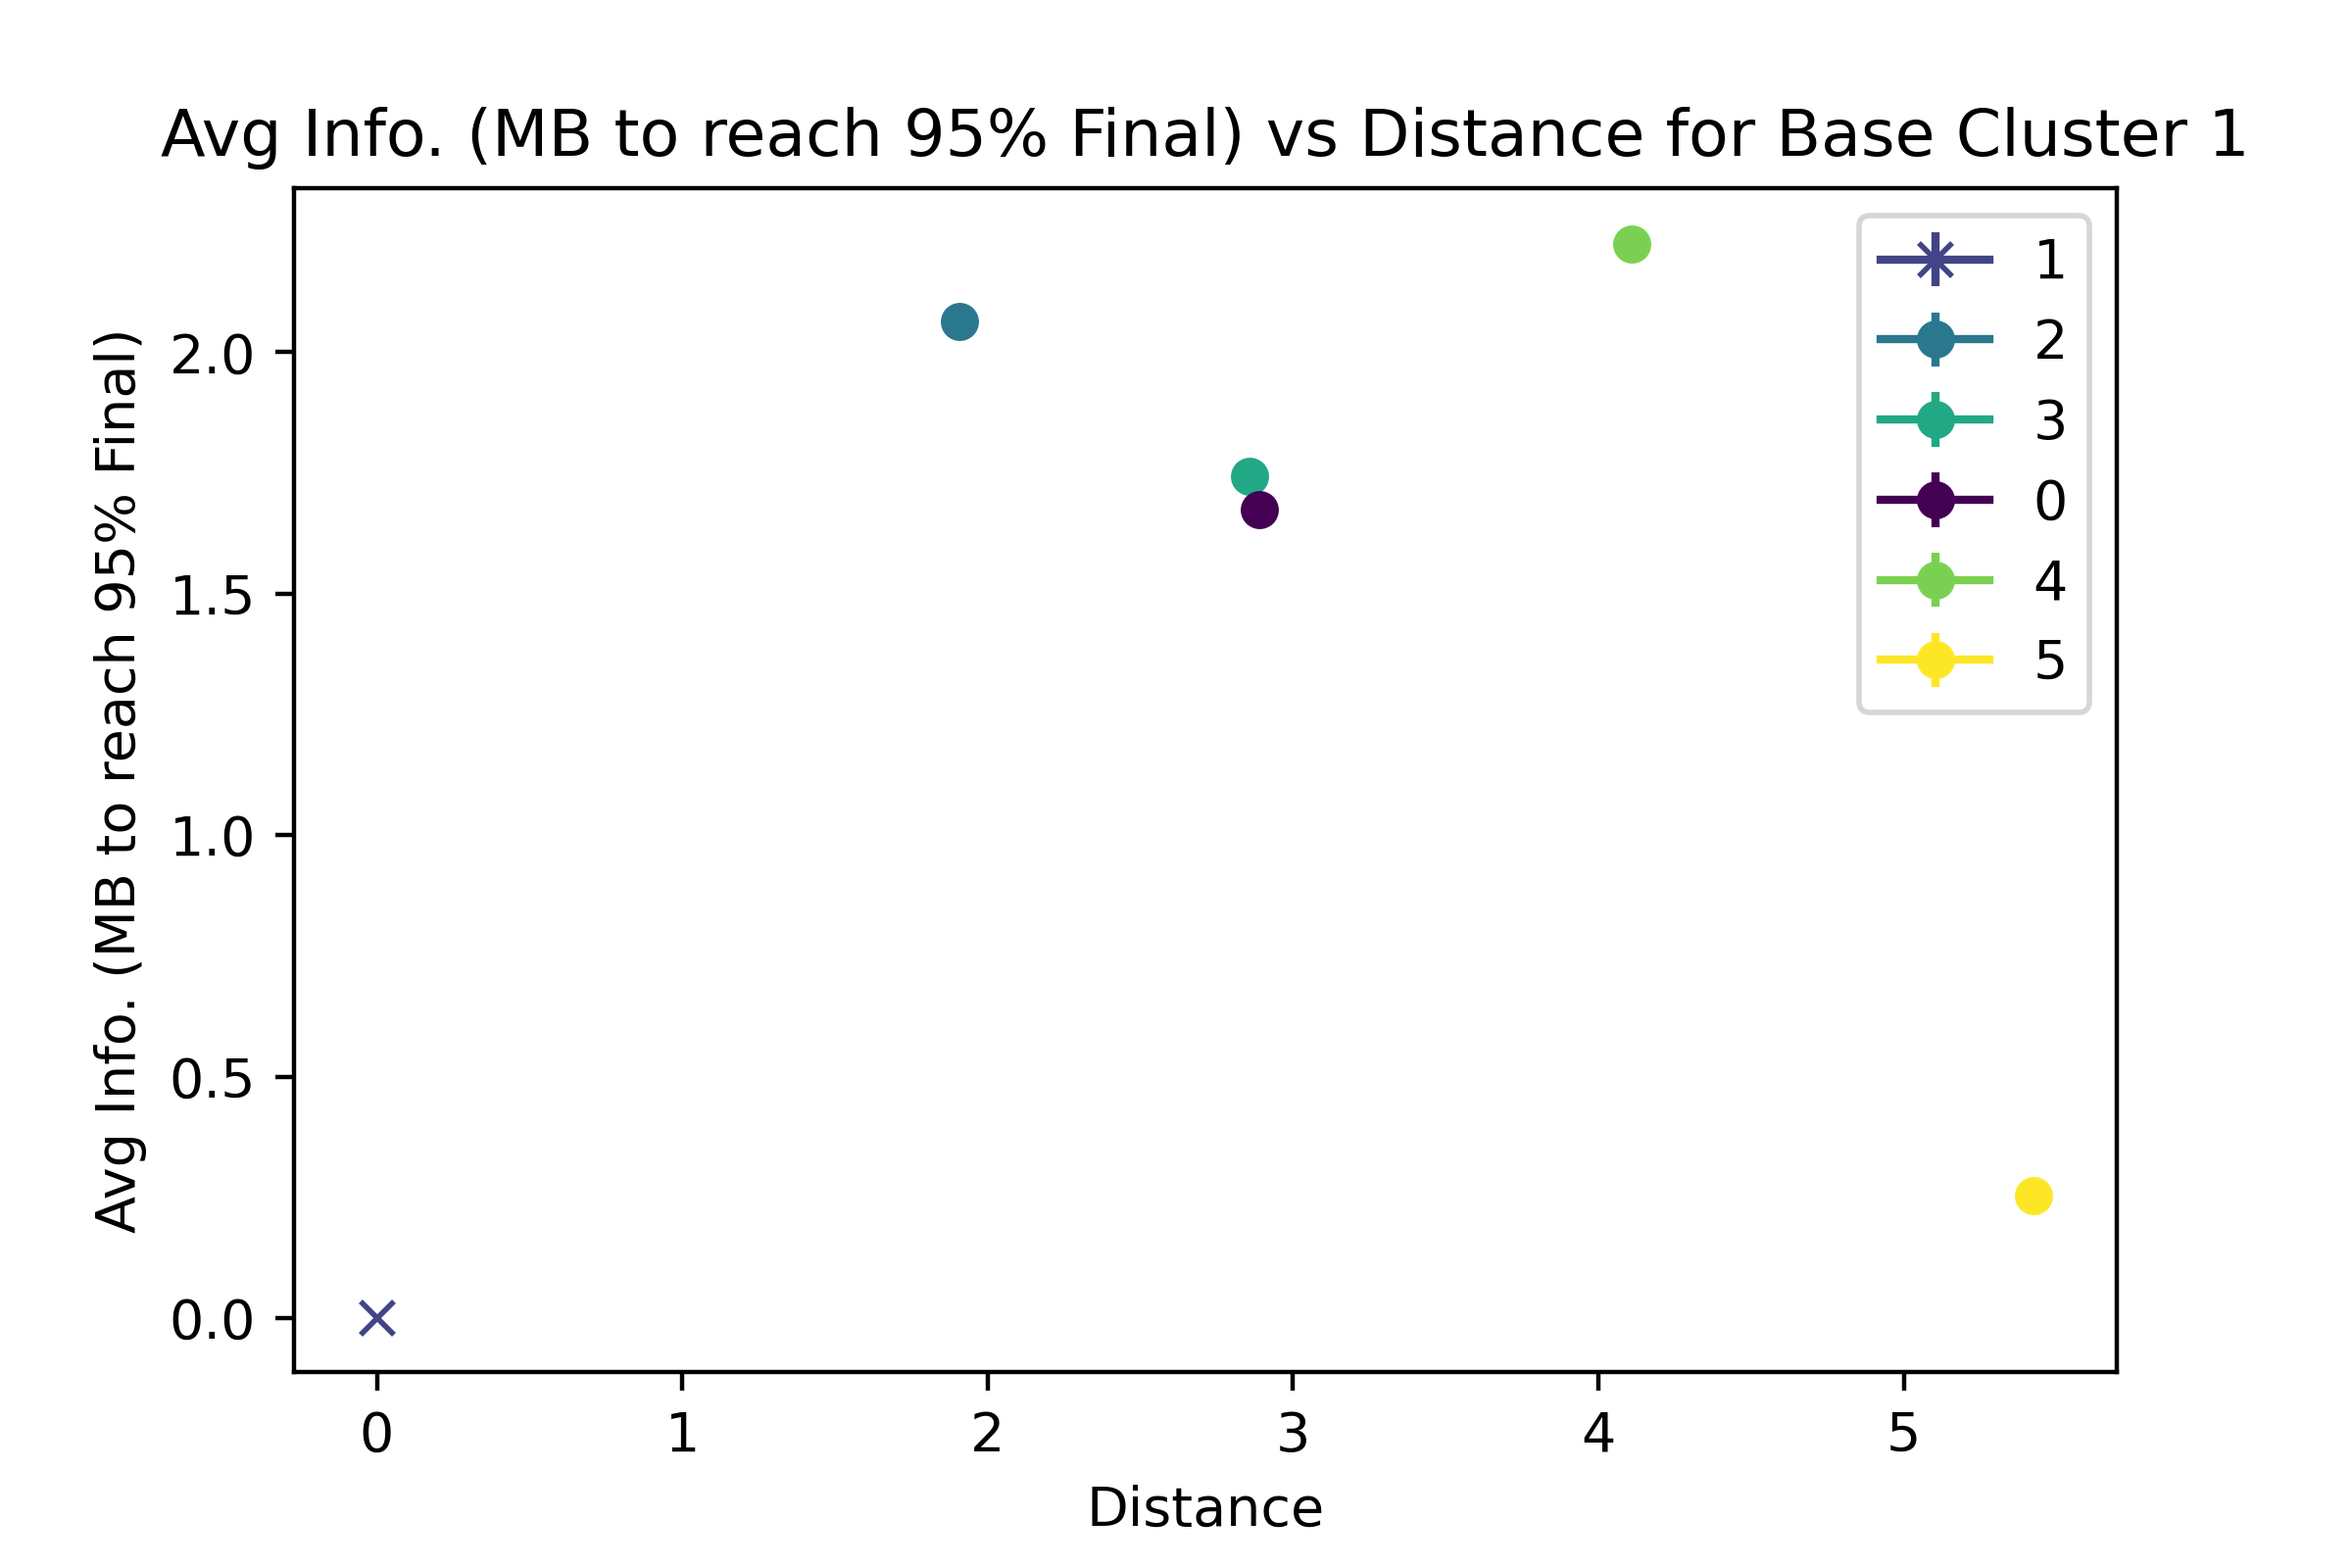 Avg Info. (MB to reach 95% Final) vs Distance for Base Cluster 1
Avg Info. (MB to reach 95% Final)
2.0
1.5
1.0
0.5
0.0
0 1 2 3 4 5
Distance
1
2
3
0
4
5